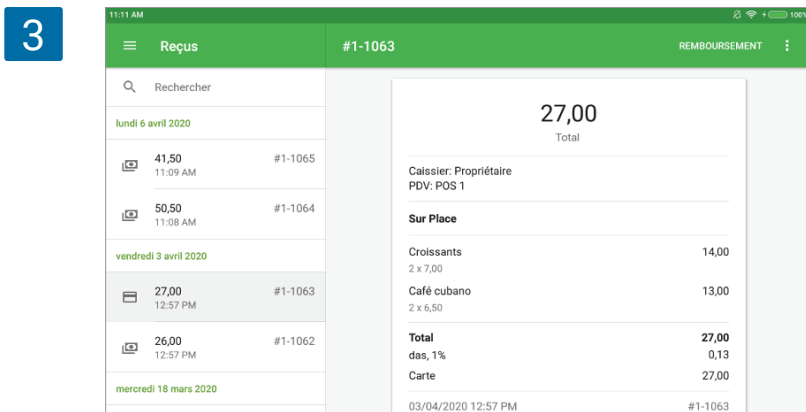 3
11:11 AM
100%
Reçus
#1-1063
REMBOURSEMENT
Rechercher
lundi 6 avril 2020
41,50 #1-1065
11:09 AM
50,50 #1-1064
11:08 AM
vendredi 3 avril 2020
27,00 #1-1063
12:57 PM
26,00 #1-1062
12:57 PM
mercredi 18 mars 2020
27,00
Total
Caissier: Propriétaire
PDV: POS 1
Sur Place
Croissants 14,00
2 x 7,00
Café cubano 13,00
2 x 6,50
Total 27,00
das, 1% 0,13
Carte 27,00
03/04/2020 12:57 PM #1-1063